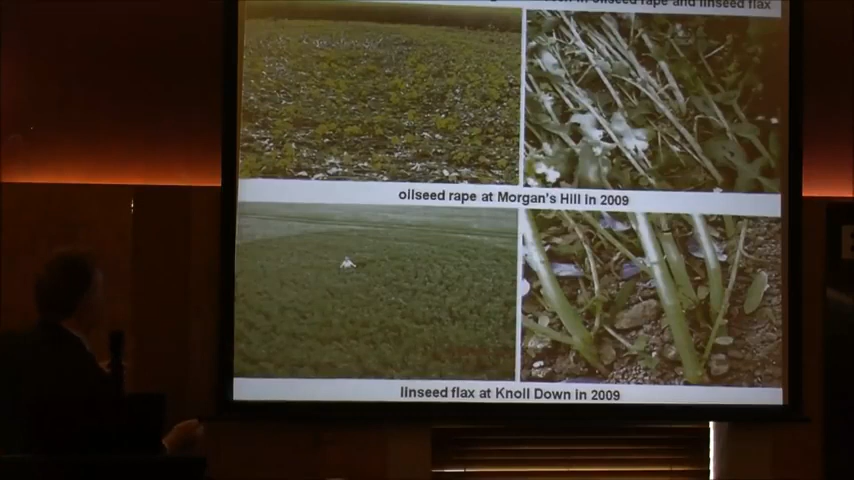 in oilseed rape and linseed flax
oilseed rape at Morgan's Hill in 2009
linseed flax at Knoll Down in 2009